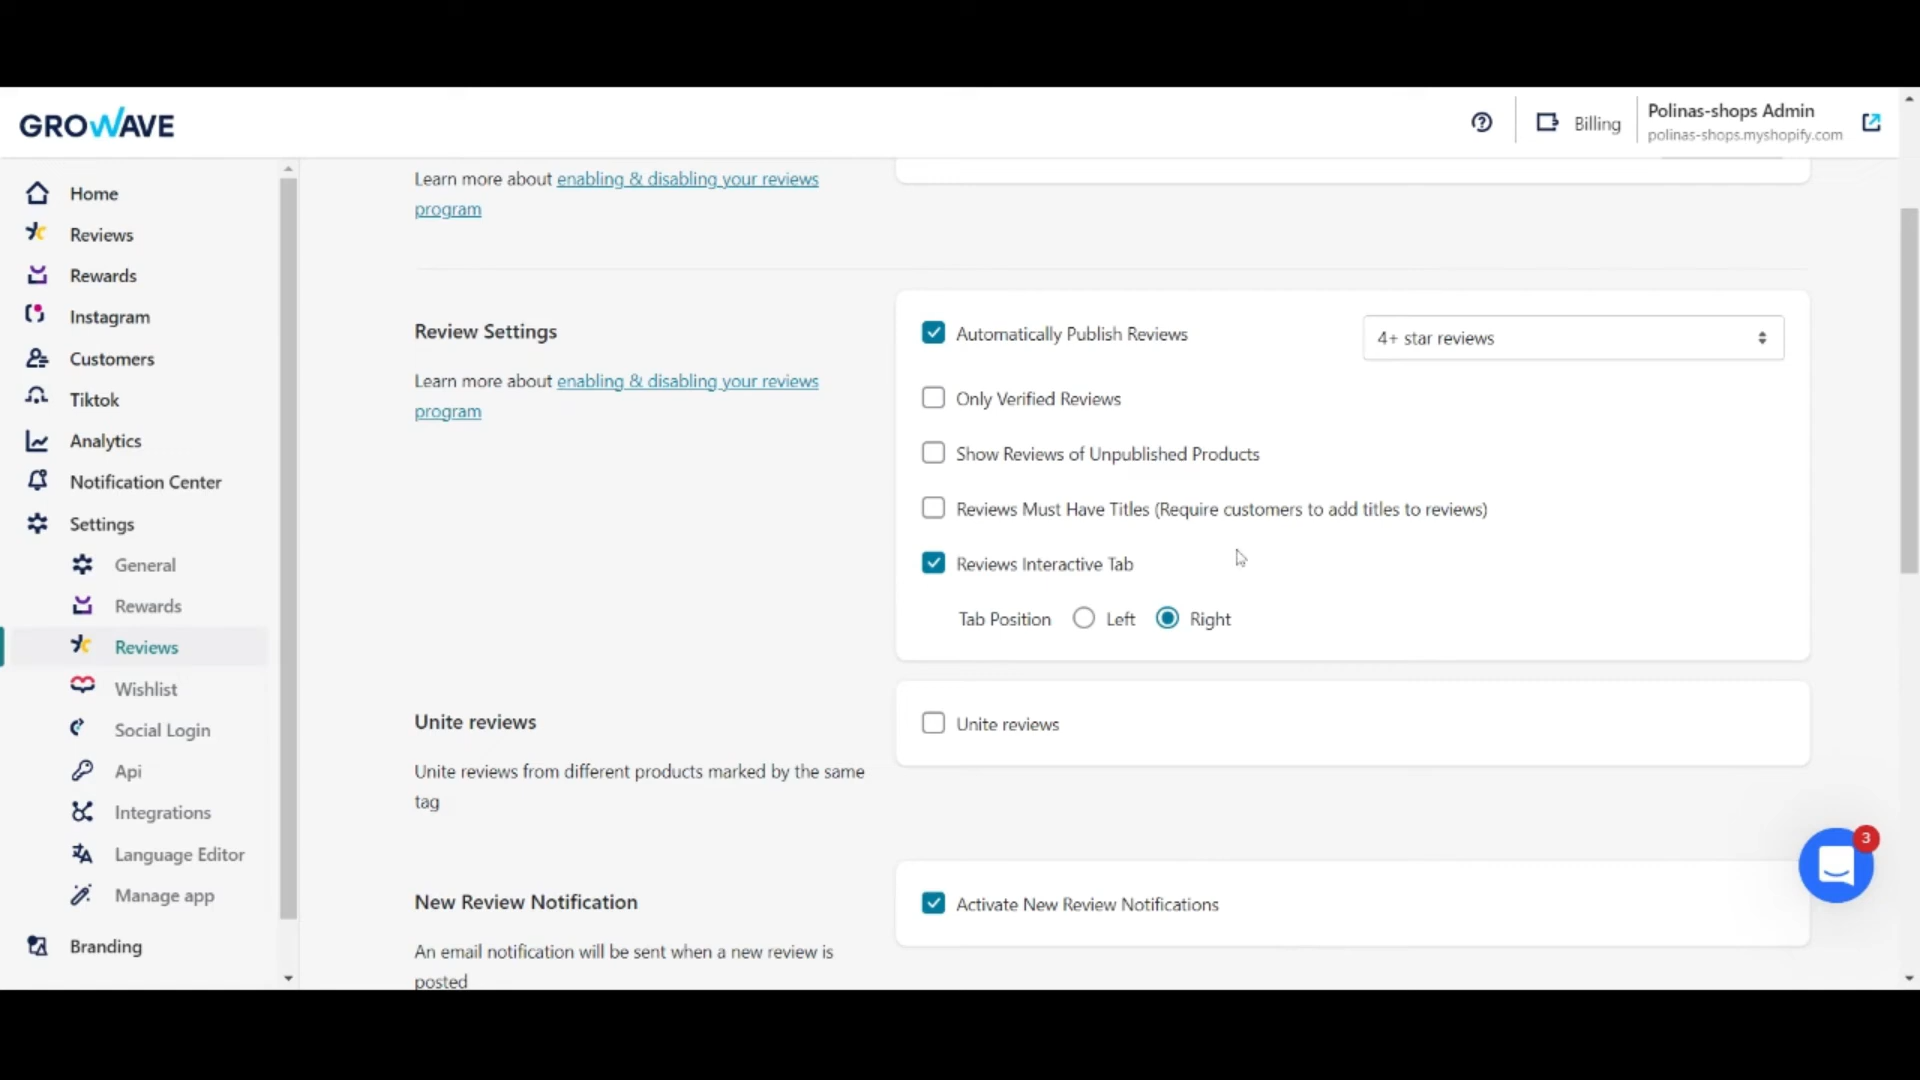 GROWAVE
Billing
Polinas-shops Admin
polinas-shops.myshopify.com
Home
Reviews
Rewards
Instagram
Customers
Tiktok
Analytics
Notification Center
Settings
General
Rewards
Reviews
Wishlist
Social Login
Api
Integrations
Language Editor
Manage app
Branding
Learn more about enabling & disabling your reviews
program
Review Settings
Learn more about enabling & disabling your reviews
program
Automatically Publish Reviews
4+ star reviews
Only Verified Reviews
Show Reviews of Unpublished Products
Reviews Must Have Titles (Require customers to add titles to reviews)
Reviews Interactive Tab
Tab Position Left Right
Unite reviews
Unite reviews from different products marked by the same
tag
Unite reviews
New Review Notification
An email notification will be sent when a new review is
posted
Activate New Review Notifications
3